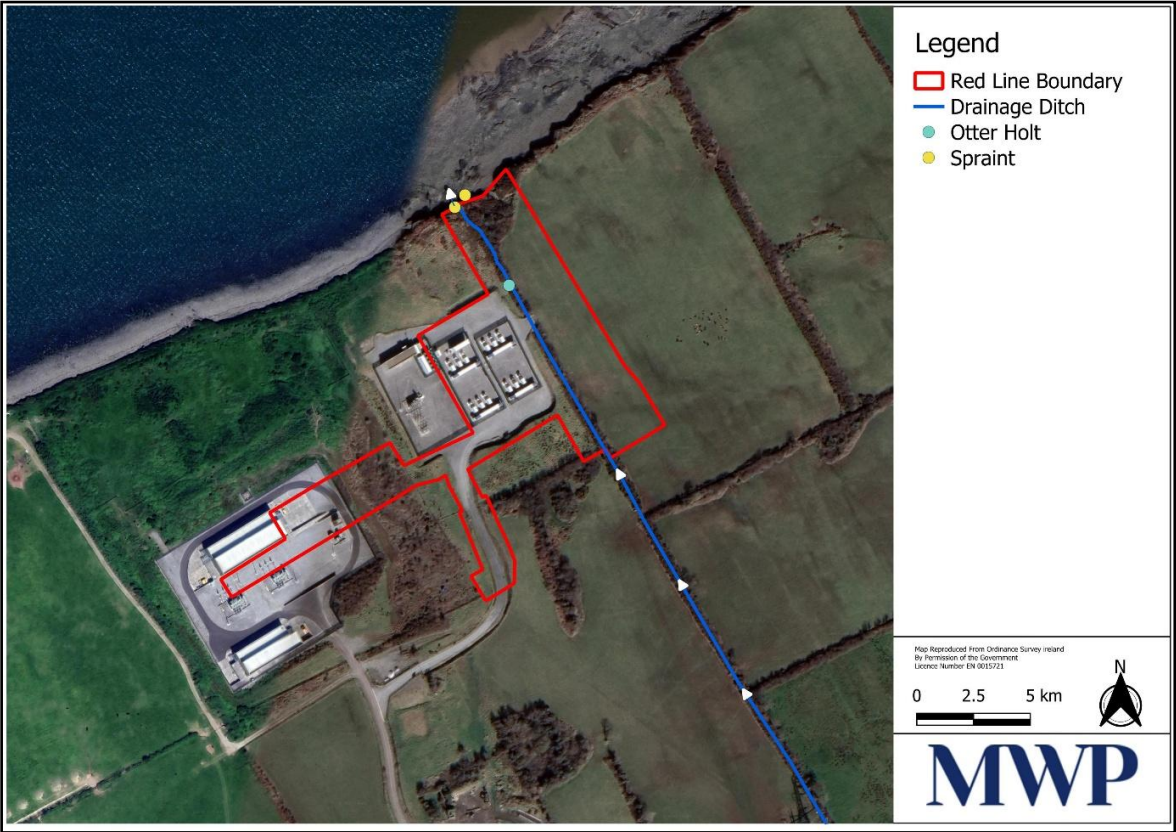 Legend
Red Line Boundary
Drainage Ditch
Otter Holt
Spraint
Map Reproduced From Ordinance Survey Ireland
By Permission of the Government
Licence Number EN 0015721
N
0 2.5 5 km
MWP